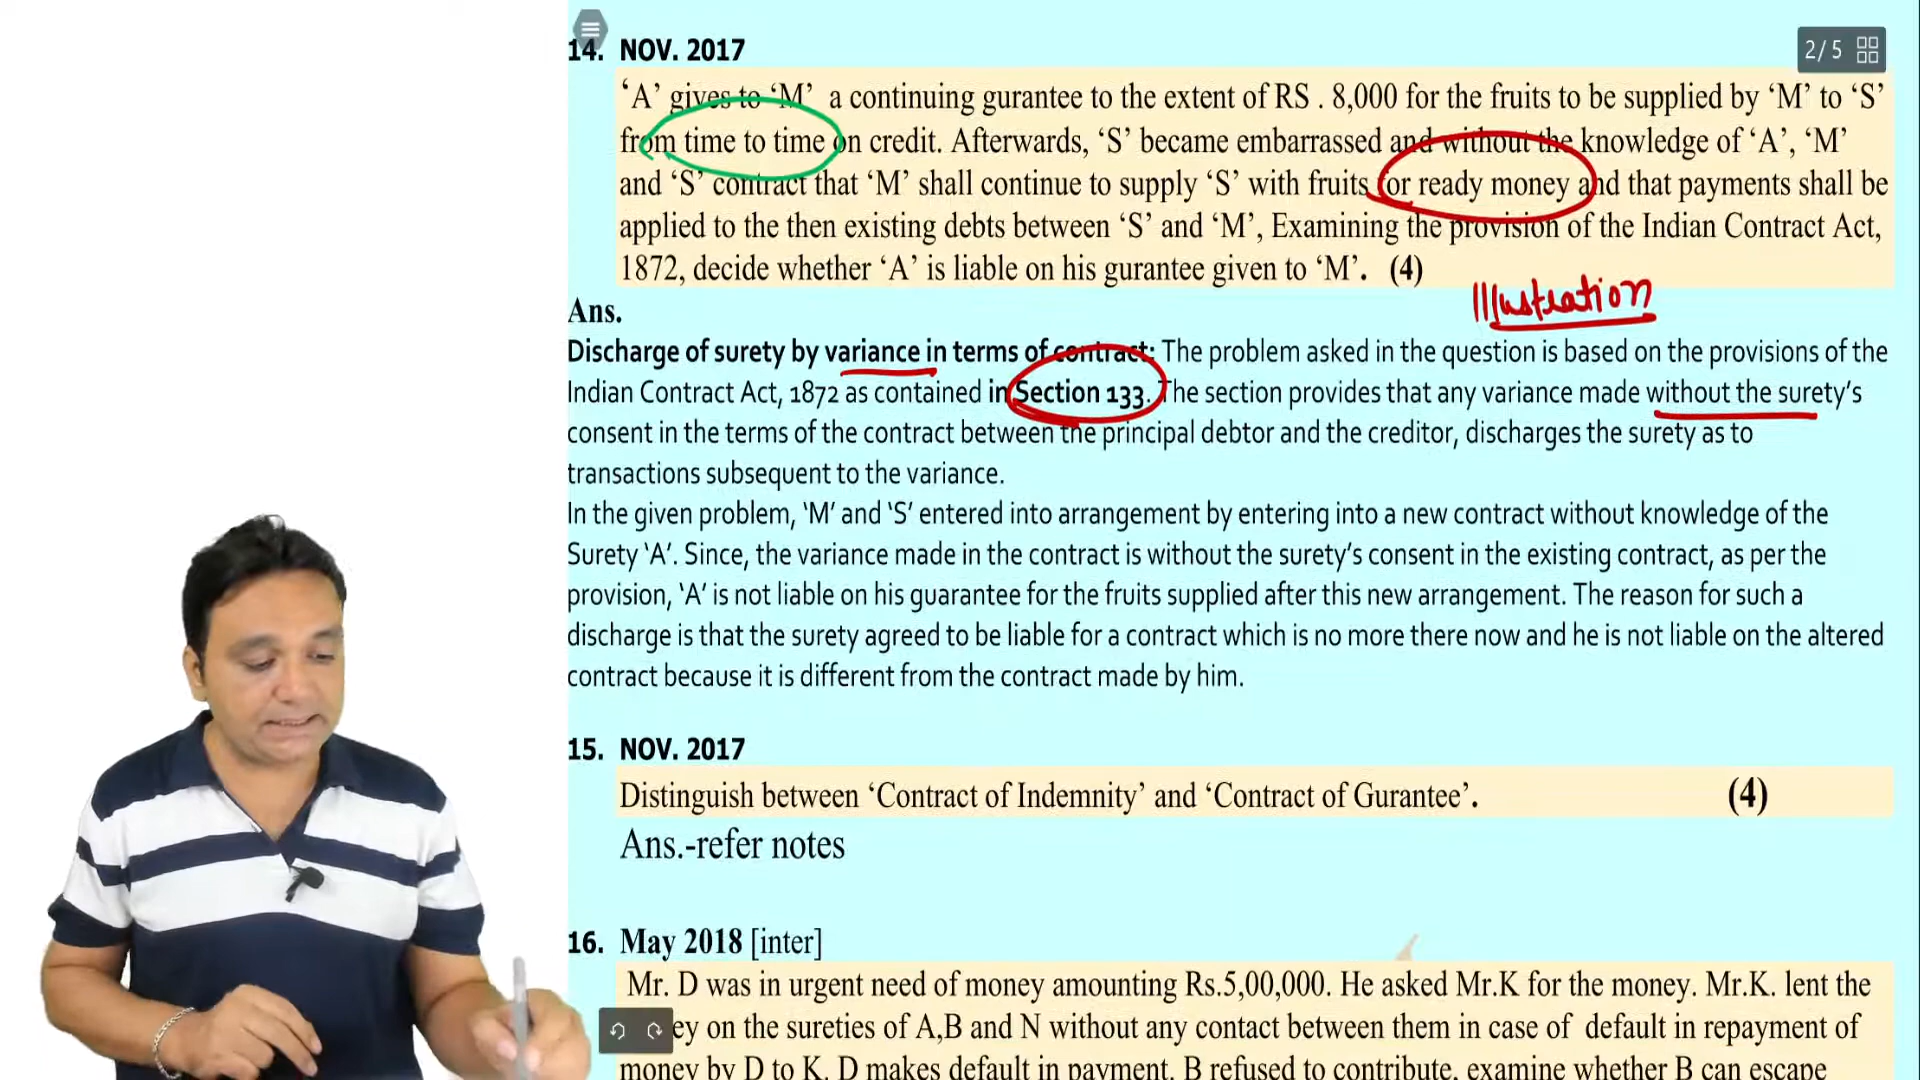 14. NOV. 2017
2/5
‘A’ gives to ‘M’ a continuing gurantee to the extent of RS . 8,000 for the fruits to be supplied by ‘M’ to ‘S’
from time to time on credit. Afterwards, ‘S’ became embarrassed and without the knowledge of ‘A’, ‘M’
and ‘S’ contract that ‘M’ shall continue to supply ‘S’ with fruits for ready money and that payments shall be
applied to the then existing debts between ‘S’ and ‘M’, Examining the provision of the Indian Contract Act,
1872, decide whether ‘A’ is liable on his gurantee given to ‘M’. (4)
Illustration
Ans.
Discharge of surety by variance in terms of contract: The problem asked in the question is based on the provisions of the
Indian Contract Act, 1872 as contained in Section 133. The section provides that any variance made without the surety’s
consent in the terms of the contract between the principal debtor and the creditor, discharges the surety as to
transactions subsequent to the variance.
In the given problem, ‘M’ and ‘S’ entered into arrangement by entering into a new contract without knowledge of the
Surety ‘A’. Since, the variance made in the contract is without the surety’s consent in the existing contract, as per the
provision, ‘A’ is not liable on his guarantee for the fruits supplied after this new arrangement. The reason for such a
discharge is that the surety agreed to be liable for a contract which is no more there now and he is not liable on the altered
contract because it is different from the contract made by him.
15. NOV. 2017
Distinguish between ‘Contract of Indemnity’ and ‘Contract of Gurantee’. (4)
Ans.-refer notes
16. May 2018 [inter]
Mr. D was in urgent need of money amounting Rs.5,00,000. He asked Mr.K for the money. Mr.K. lent the
ey on the sureties of A,B and N without any contact between them in case of default in repayment of
money by D to K. D makes default in payment. B refused to contribute, examine whether B can escape